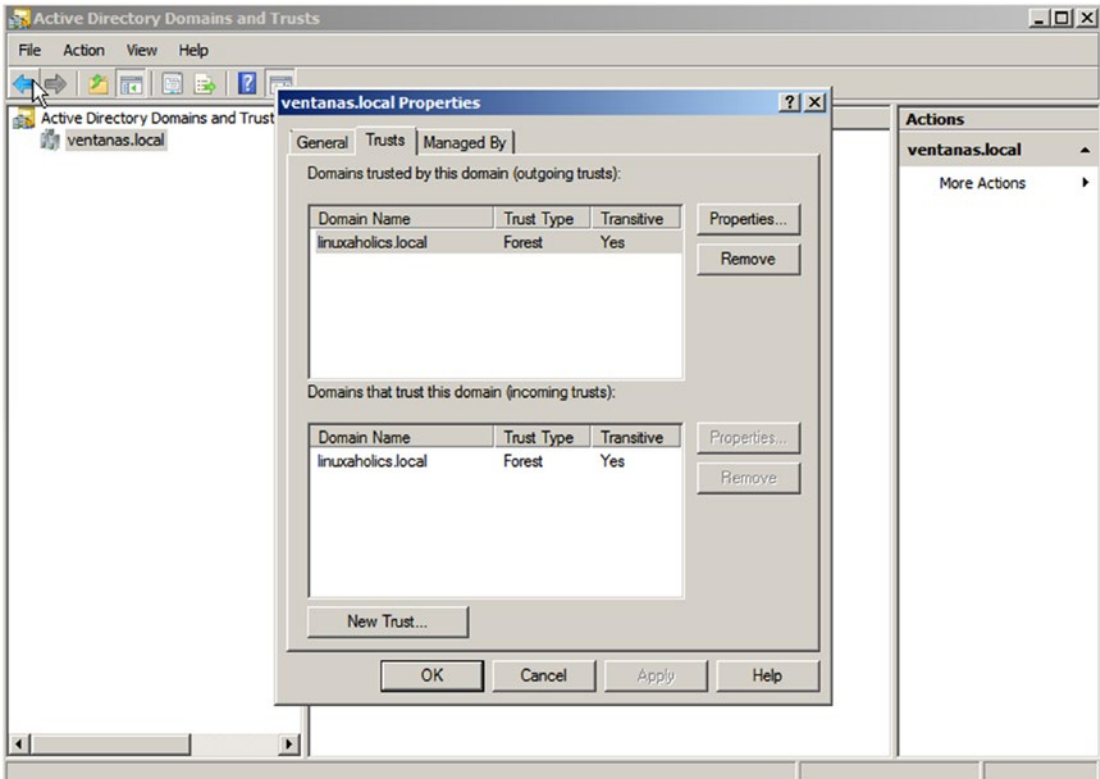 Active Directory Domains and Trusts
File Action View Help
ventanas.local Properties
Active Directory Domains and Trust
ventanas.local
General Trusts Managed By
Domains trusted by this domain (outgoing trusts):
Domain Name Trust Type Transitive
linuxaholics.local Forest Yes
Properties...
Remove
Domains that trust this domain (incoming trusts):
Domain Name Trust Type Transitive
linuxaholics.local Forest Yes
Properties...
Remove
New Trust...
OK Cancel Apply Help
Actions
ventanas.local
More Actions